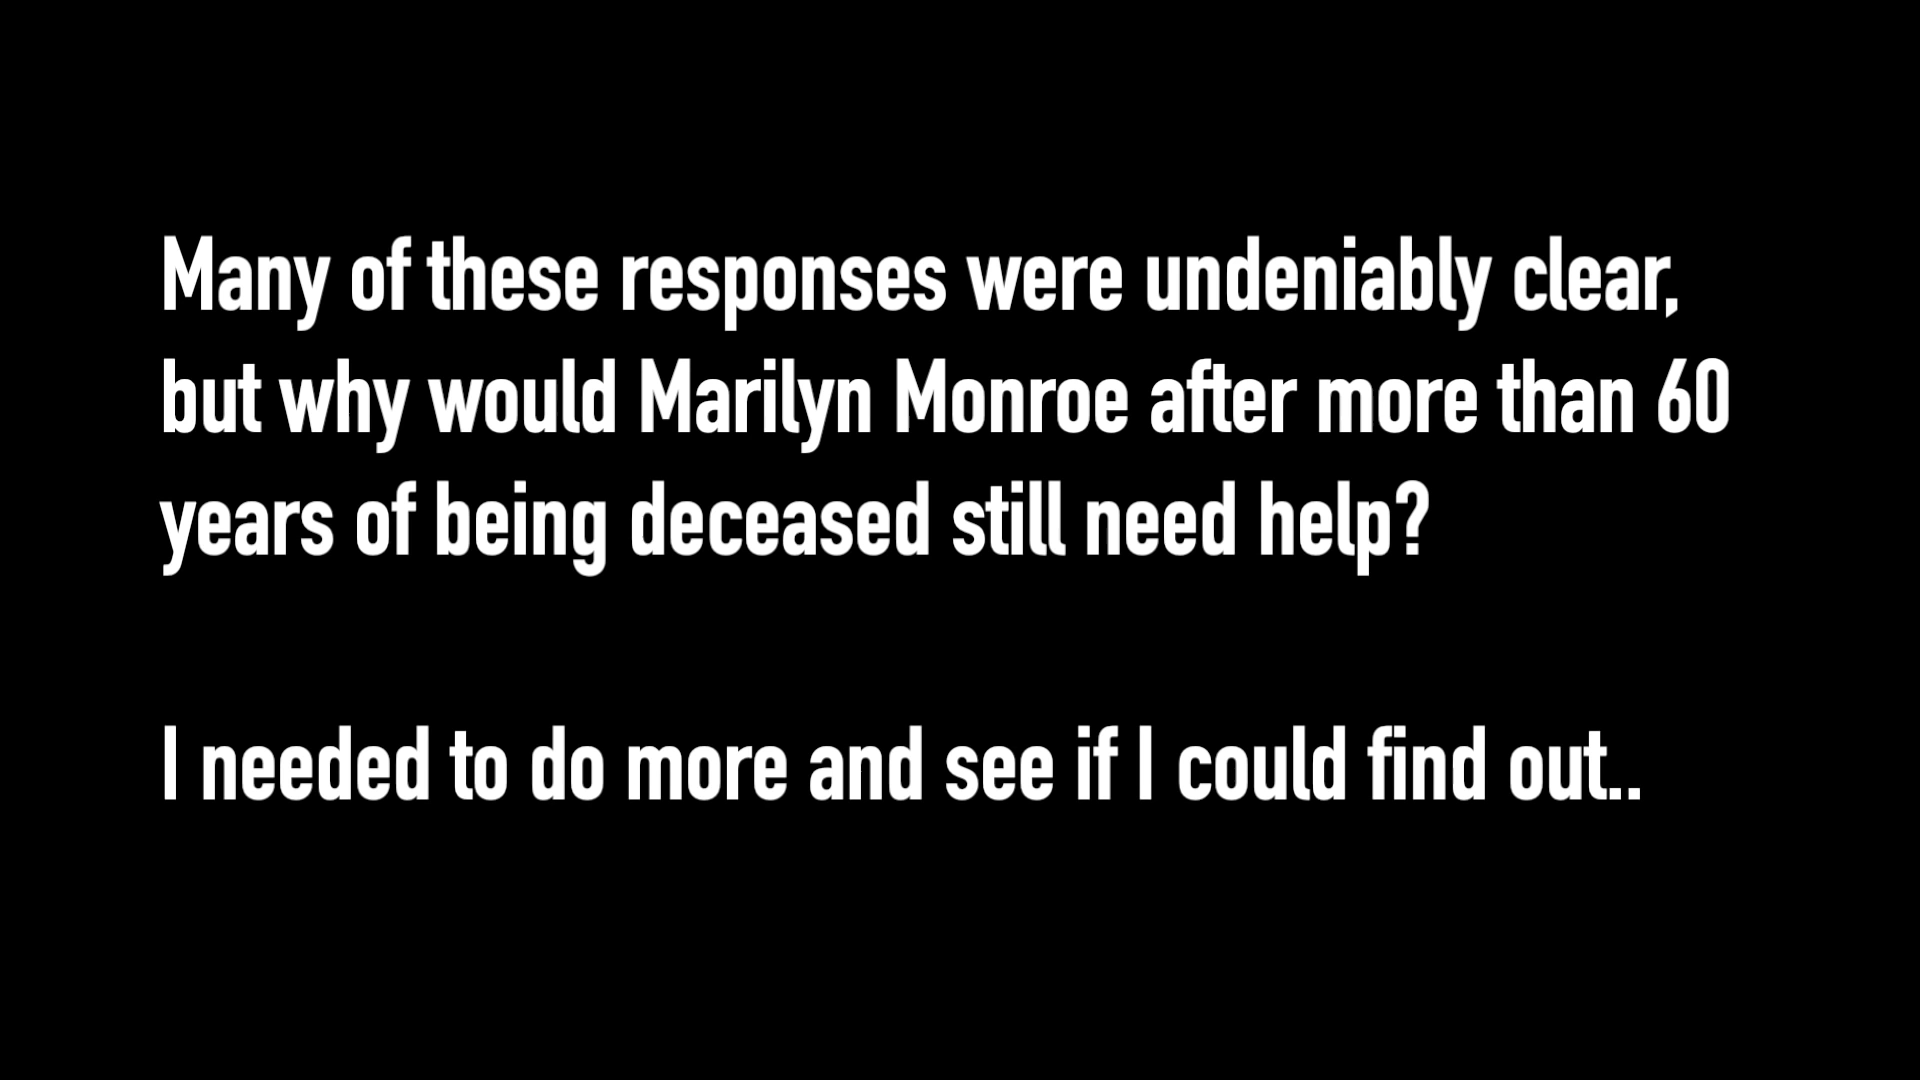 Many of these responses were undeniably clear,
but why would Marilyn Monroe after more than 60
years of being deceased still need help?
I needed to do more and see if I could find out..